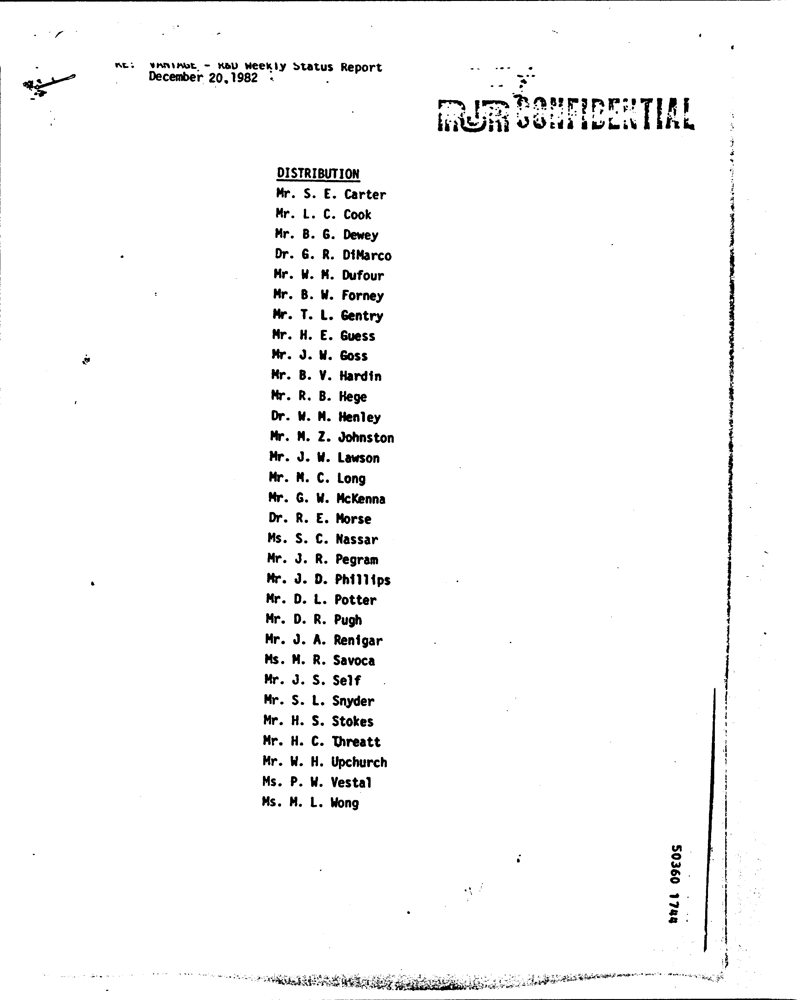 RE: VANTAGE - R&D Weekly Status Report
December 20, 1982
RJR CONFIDENTIAL
DISTRIBUTION
Mr. S. E. Carter
Mr. L. C. Cook
Mr. B. G. Dewey
Dr. G. R. DiMarco
Mr. W. M. Dufour
Mr. B. W. Forney
Mr. T. L. Gentry
Mr. H. E. Guess
Mr. J. W. Goss
Mr. B. V. Hardin
Mr. R. B. Hege
Dr. W. M. Henley
Mr. M. Z. Johnston
Mr. J. W. Lawson
Mr. M. C. Long
Mr. G. W. McKenna
Dr. R. E. Morse
Ms. S. C. Nassar
Mr. J. R. Pegram
Mr. J. D. Phillips
Mr. D. L. Potter
Mr. D. R. Pugh
Mr. J. A. Renigar
Ms. M. R. Savoca
Mr. J. S. Self
Mr. S. L. Snyder
Mr. H. S. Stokes
Mr. H. C. Threatt
Mr. W. H. Upchurch
Ms. P. W. Vestal
Ms. M. L. Wong
50360 1744